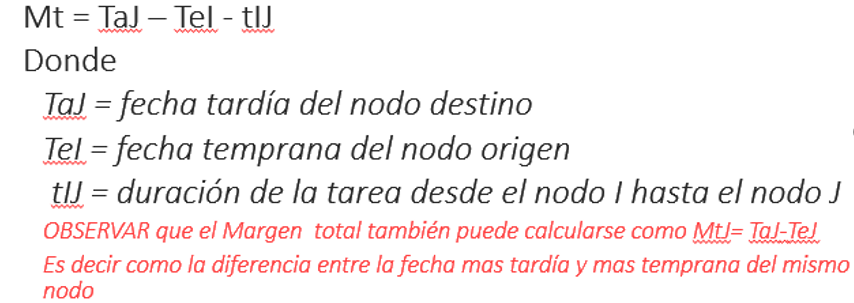 Mt = TaJ – TeI - tIJ
Donde
TaJ = fecha tardía del nodo destino
TeI = fecha temprana del nodo origen
tIJ = duración de la tarea desde el nodo I hasta el nodo J
OBSERVAR que el Margen total también puede calcularse como MtJ= TaJ-TeJ
Es decir como la diferencia entre la fecha mas tardía y mas temprana del mismo
nodo